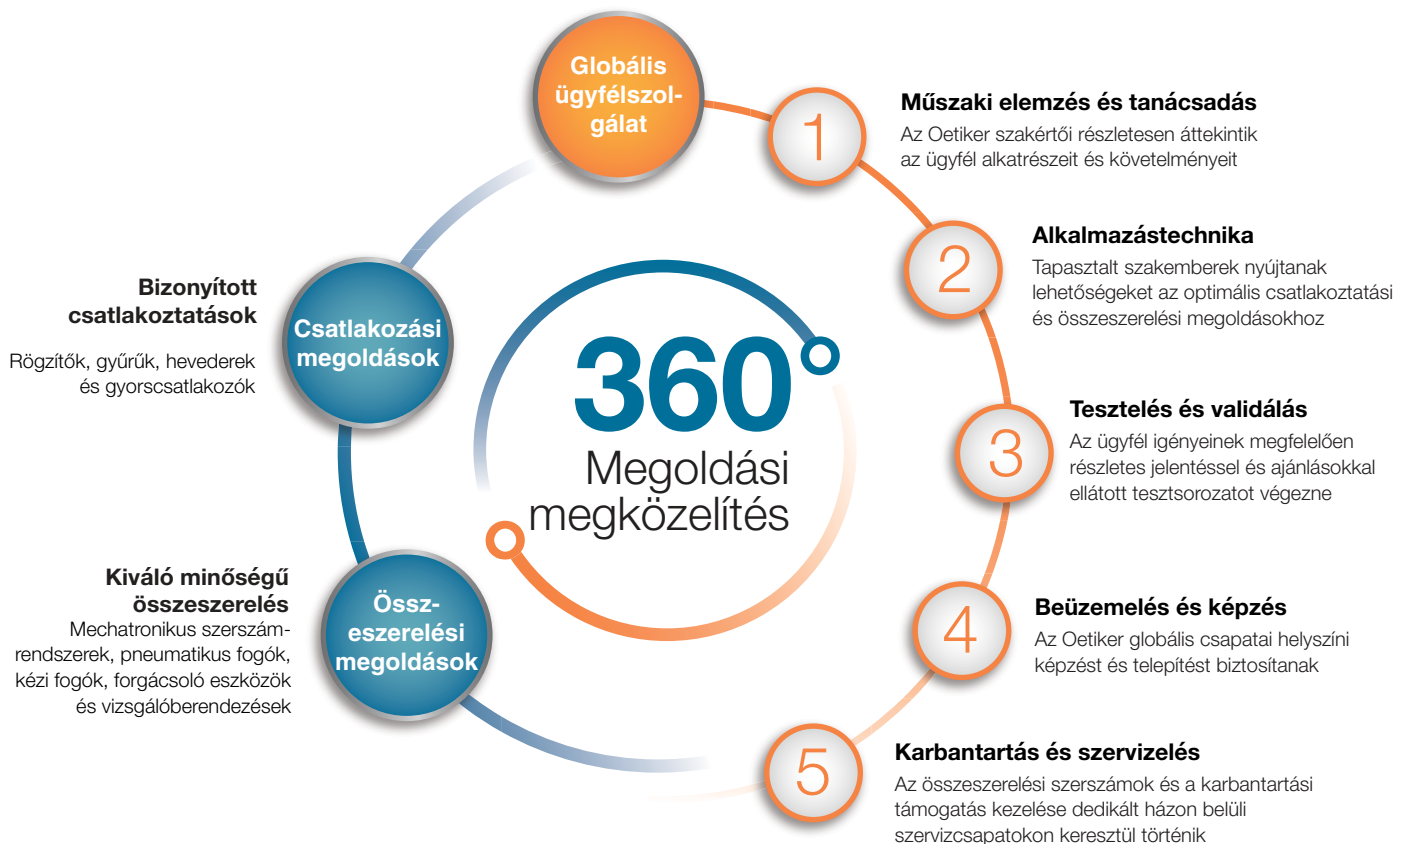 Globális
ügyfélszol-
gálat
1
Műszaki elemzés és tanácsadás
Az Oetiker szakértői részletesen áttekintik
az ügyfél alkatrészeit és követelményeit
2
Alkalmazástechnika
Tapasztalt szakemberek nyújtanak
lehetőségeket az optimális csatlakoztatási
és összeszerelési megoldásokhoz
3
Tesztelés és validálás
Az ügyfél igényeinek megfelelően
részletes jelentéssel és ajánlásokkal
ellátott tesztsorozatot végezne
4
Beüzemelés és képzés
Az Oetiker globális csapatai helyszíni
képzést és telepítést biztosítanak
5
Karbantartás és szervizelés
Az összeszerelési szerszámok és a karbantartási
támogatás kezelése dedikált házon belüli
szervizcsapatokon keresztül történik
Bizonyított
csatlakoztatások
Rögzítők, gyűrűk, hevederek
és gyorscsatlakozók
Csatlakozási
megoldások
Kiváló minőségű
összeszerelés
Mechatronikus szerszám-
rendszerek, pneumatikus fogók,
kézi fogók, forgácsoló eszközök
és vizsgálóberendezések
Össz-
eszerelési
megoldások
360°
Megoldási
megközelítés